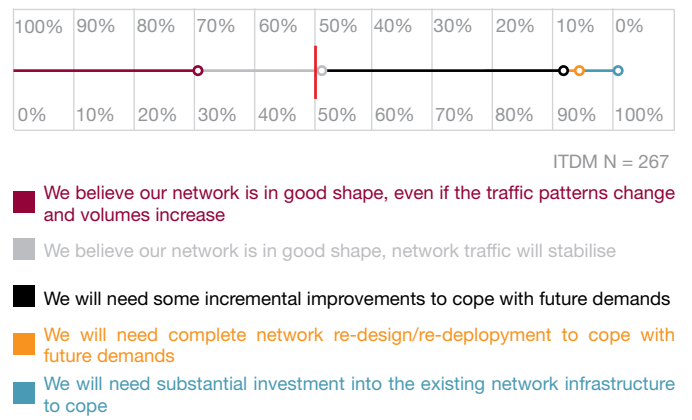 100% 90% 80% 70% 60% 50% 40% 30% 20% 10% 0%
0% 10% 20% 30% 40% 50% 60% 70% 80% 90% 100%
ITDM N = 267
We believe our network is in good shape, even if the traffic patterns change
and volumes increase
We believe our network is in good shape, network traffic will stabilise
We will need some incremental improvements to cope with future demands
We will need complete network re-design/re-deplopyment to cope with
future demands
We will need substantial investment into the existing network infrastructure
to cope